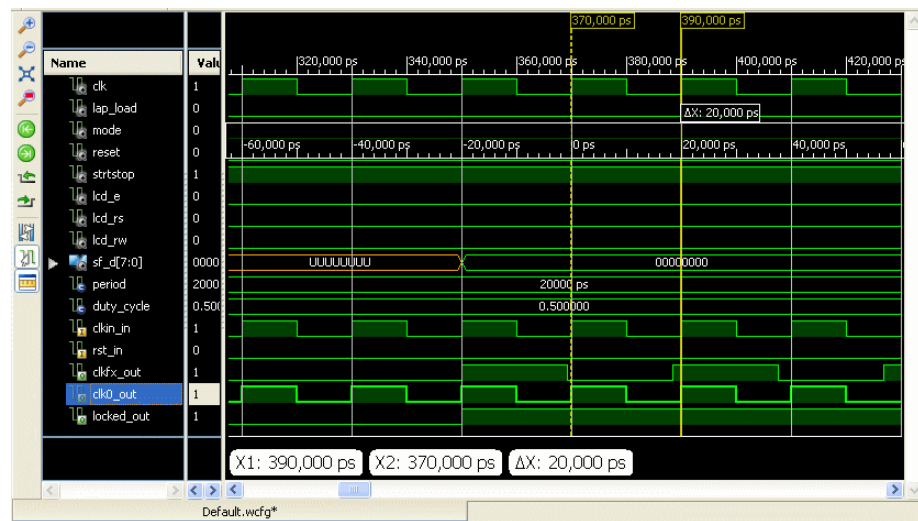 370,000 ps 390,000 ps
Name Valu
320,000 ps 340,000 ps 360,000 ps 380,000 ps 400,000 ps 420,000 ps
clk 1
lap_load 0
ΔX: 20,000 ps
mode 0
reset 0
-60,000 ps -40,000 ps -20,000 ps 0 ps 20,000 ps 40,000 ps
strtstop 1
lcd_e 0
lcd_rs 0
lcd_rw 0
sf_d[7:0] 0000 UUUUUUUU 00000000
period 2000 20000 ps
duty_cycle 0.500 0.500000
clkin_in 1
rst_in 0
clkfx_out 1
clk0_out 1
locked_out 1
X1: 390,000 ps X2: 370,000 ps ΔX: 20,000 ps
Default.wcfg*